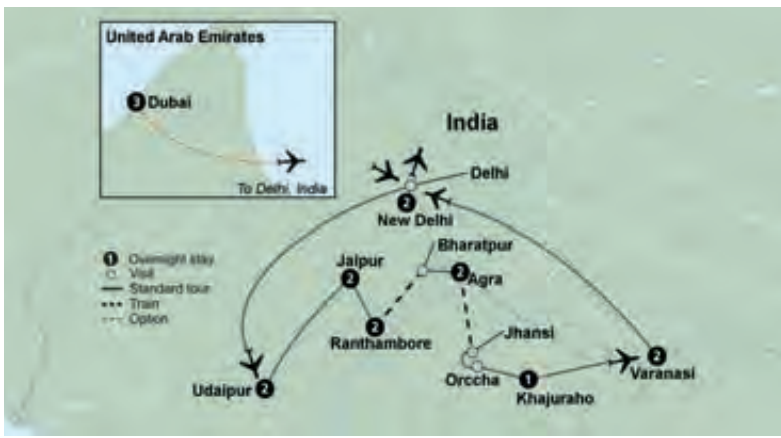 United Arab Emirates
3 Dubai
To Delhi, India
India
Delhi
2
New Delhi
Bharatpur
Jaipur
2
2 Agra
1 Overnight stay
Visit
Standard tour
Train
Option
2
Ranthambore
Jhansi
Udaipur 2
Orccha
1
Khajuraho
2
Varanasi